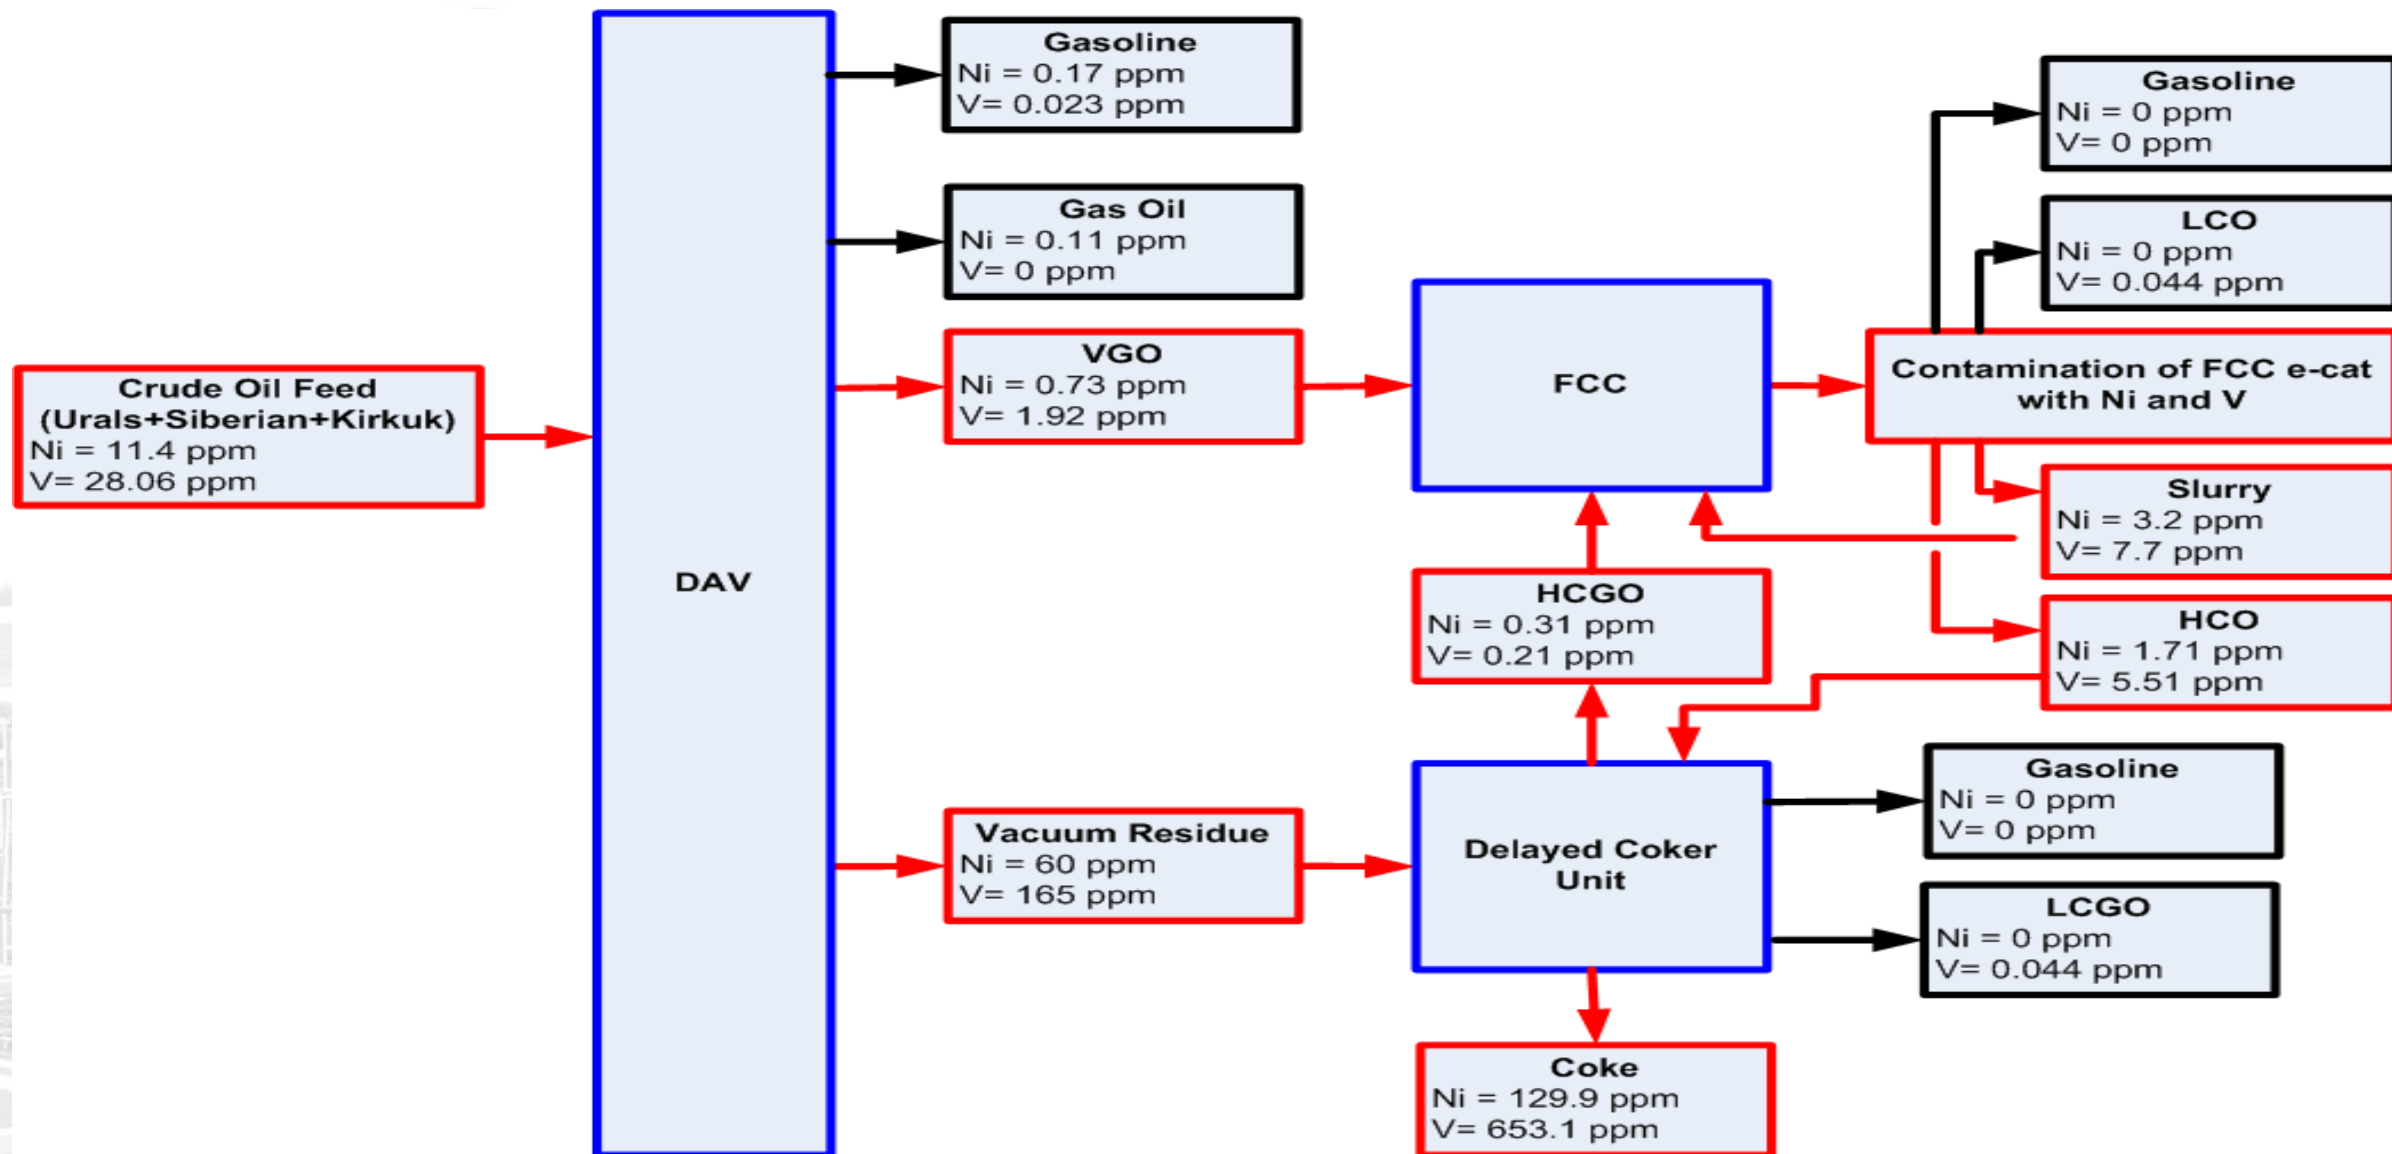 Crude Oil Feed
(Urals+Siberian+Kirkuk)
Ni = 11.4 ppm
V= 28.06 ppm
DAV
Gasoline
Ni = 0.17 ppm
V= 0.023 ppm
Gas Oil
Ni = 0.11 ppm
V= 0 ppm
VGO
Ni = 0.73 ppm
V= 1.92 ppm
Vacuum Residue
Ni = 60 ppm
V= 165 ppm
FCC
HCGO
Ni = 0.31 ppm
V= 0.21 ppm
Delayed Coker
Unit
Coke
Ni = 129.9 ppm
V= 653.1 ppm
Gasoline
Ni = 0 ppm
V= 0 ppm
LCO
Ni = 0 ppm
V= 0.044 ppm
Contamination of FCC e-cat
with Ni and V
Slurry
Ni = 3.2 ppm
V= 7.7 ppm
HCO
Ni = 1.71 ppm
V= 5.51 ppm
Gasoline
Ni = 0 ppm
V= 0 ppm
LCGO
Ni = 0 ppm
V= 0.044 ppm